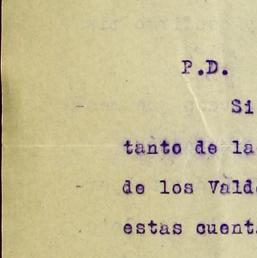 P.D.
Si
tanto de la
de los Vald
estas cuent